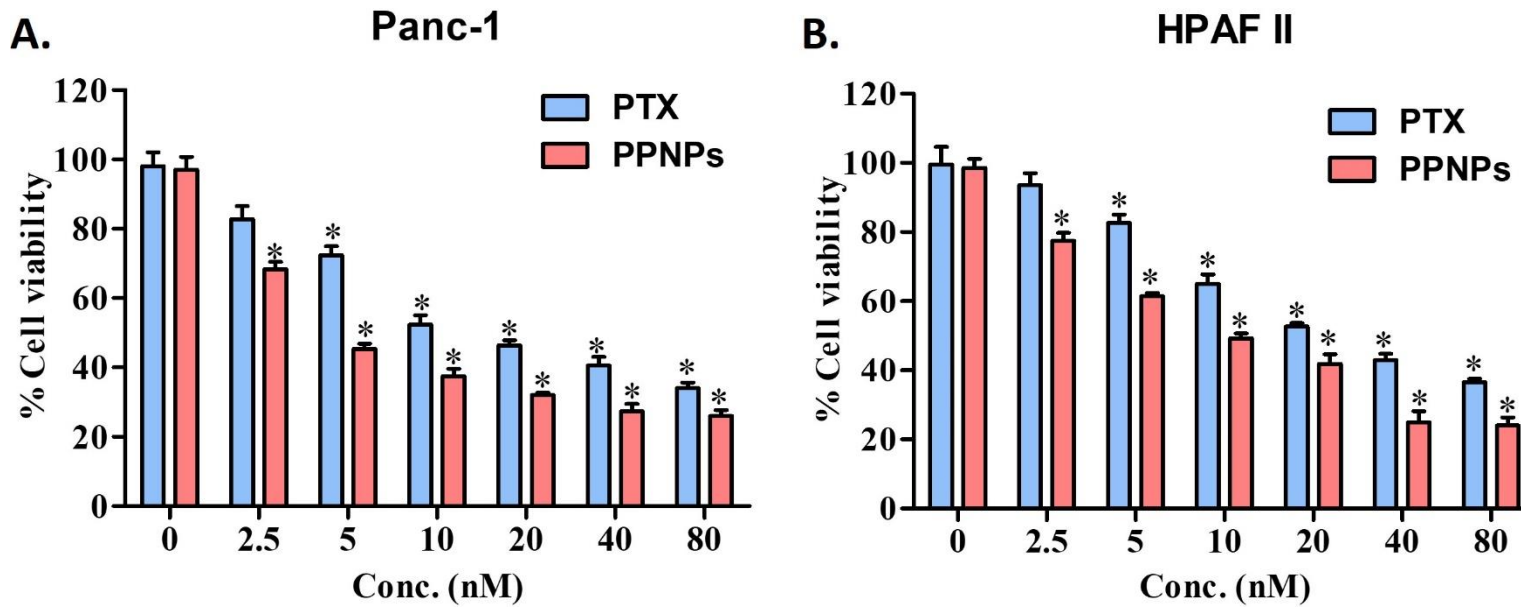 A.
Panc-1
PTX
PPNPs
% Cell viability
120
100
80
60
40
20
0
* * * * * * * * * * *
0 2.5 5 10 20 40 80
Conc. (nM)
B.
HPAF II
PTX
PPNPs
% Cell viability
120
100
80
60
40
20
0
* * * * * * * * * * *
0 2.5 5 10 20 40 80
Conc. (nM)